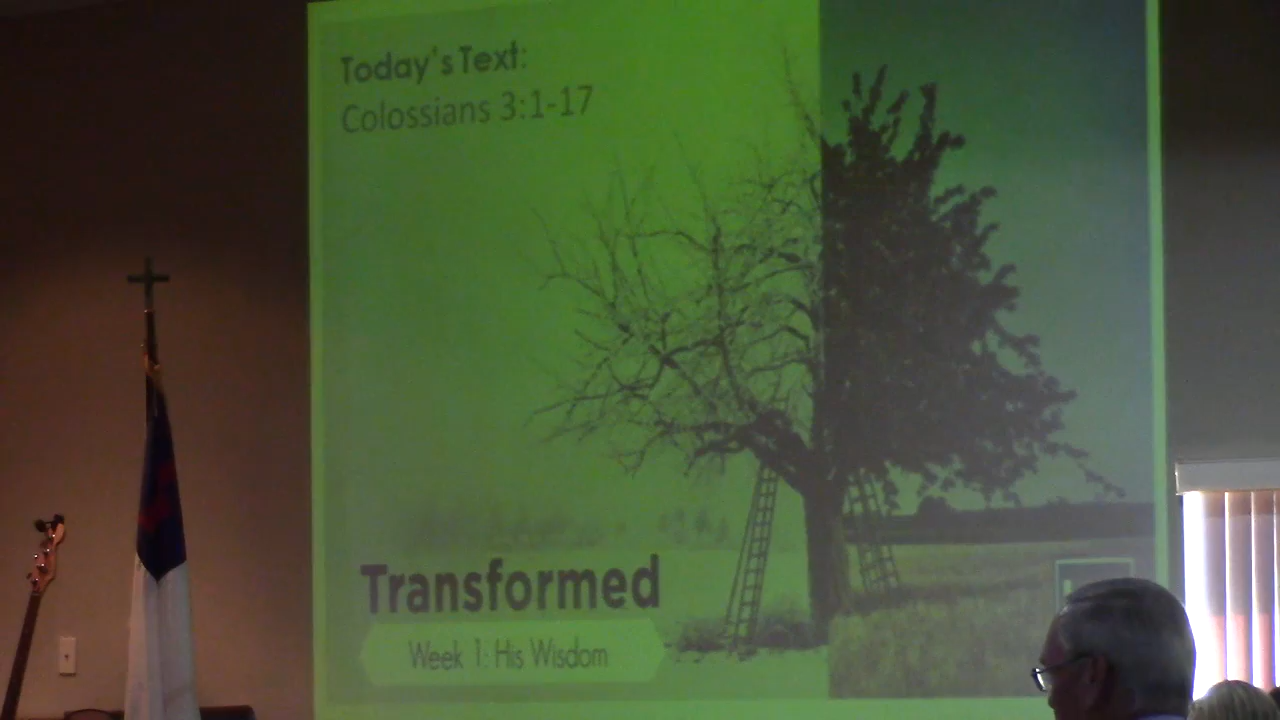 Today's Text:
Colossians 3:1-17
Transformed
Week 1: His Wisdom